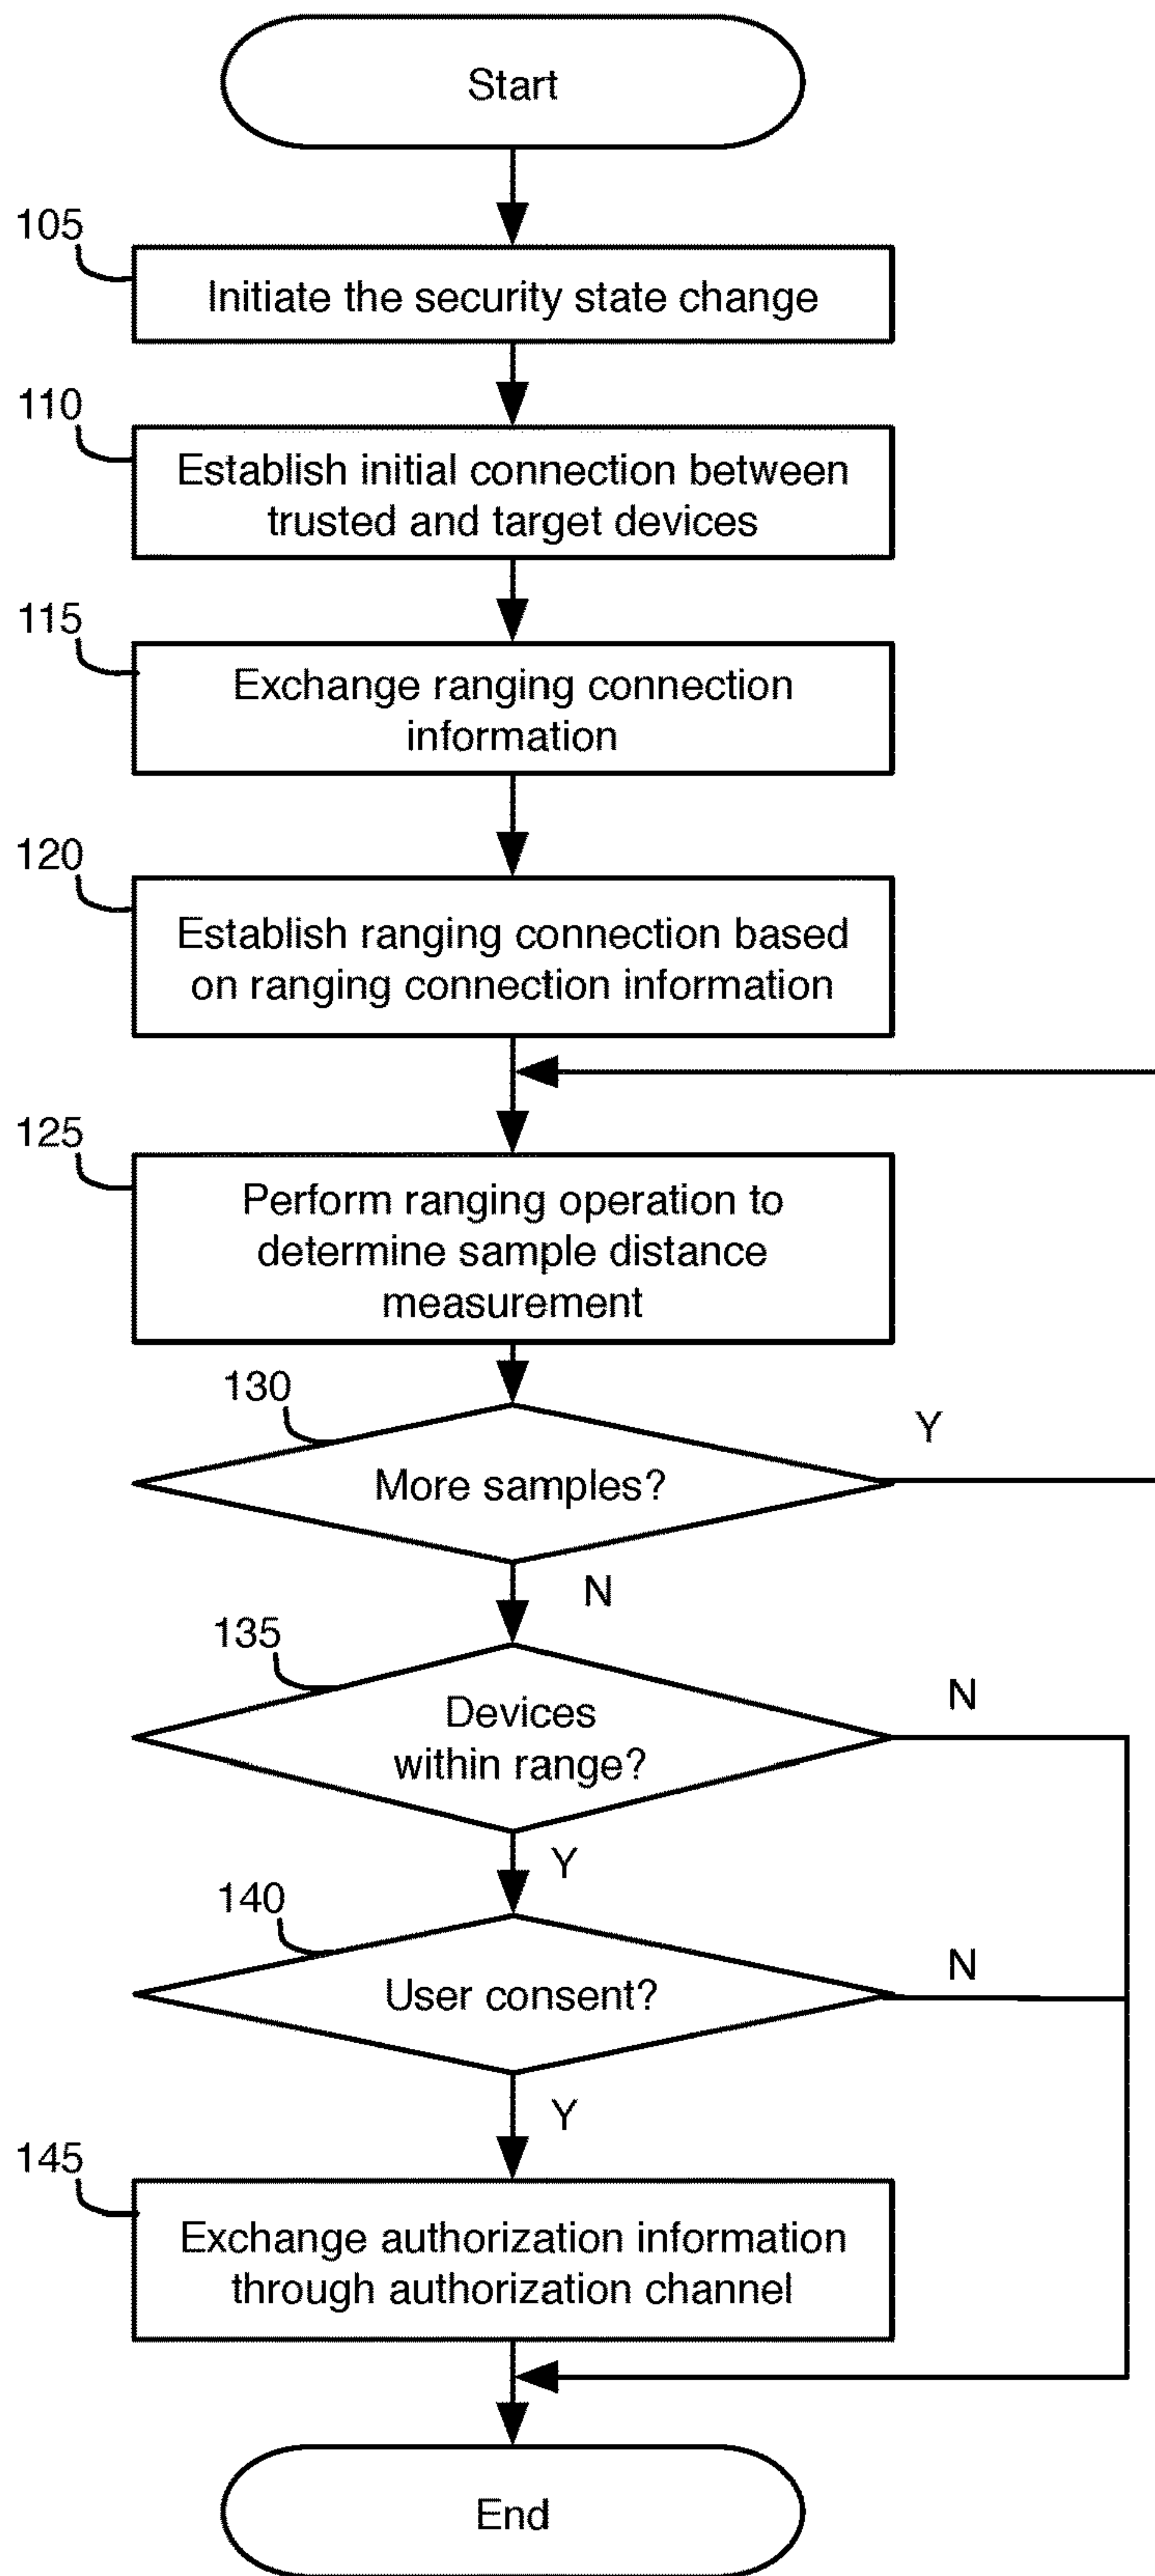 Start
105
Initiate the security state change
110
Establish initial connection between
trusted and target devices
115
Exchange ranging connection
information
120
Establish ranging connection based
on ranging connection information
125
Perform ranging operation to
determine sample distance
measurement
130
Y
More samples?
N
135
N
Devices
within range?
Y
140
N
User consent?
Y
145
Exchange authorization information
through authorization channel
End